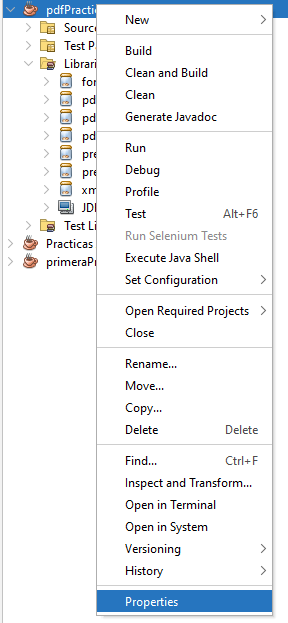 pdfPractic
Source
Test P
Librari
for
pd
pd
pd
pre
pre
xm
JDI
Test Li
Practicas
primeraPr
New
Build
Clean and Build
Clean
Generate Javadoc
Run
Debug
Profile
Test Alt+F6
Run Selenium Tests
Execute Java Shell
Set Configuration
Open Required Projects
Close
Rename...
Move...
Copy...
Delete Delete
Find... Ctrl+F
Inspect and Transform...
Open in Terminal
Open in System
Versioning
History
Properties